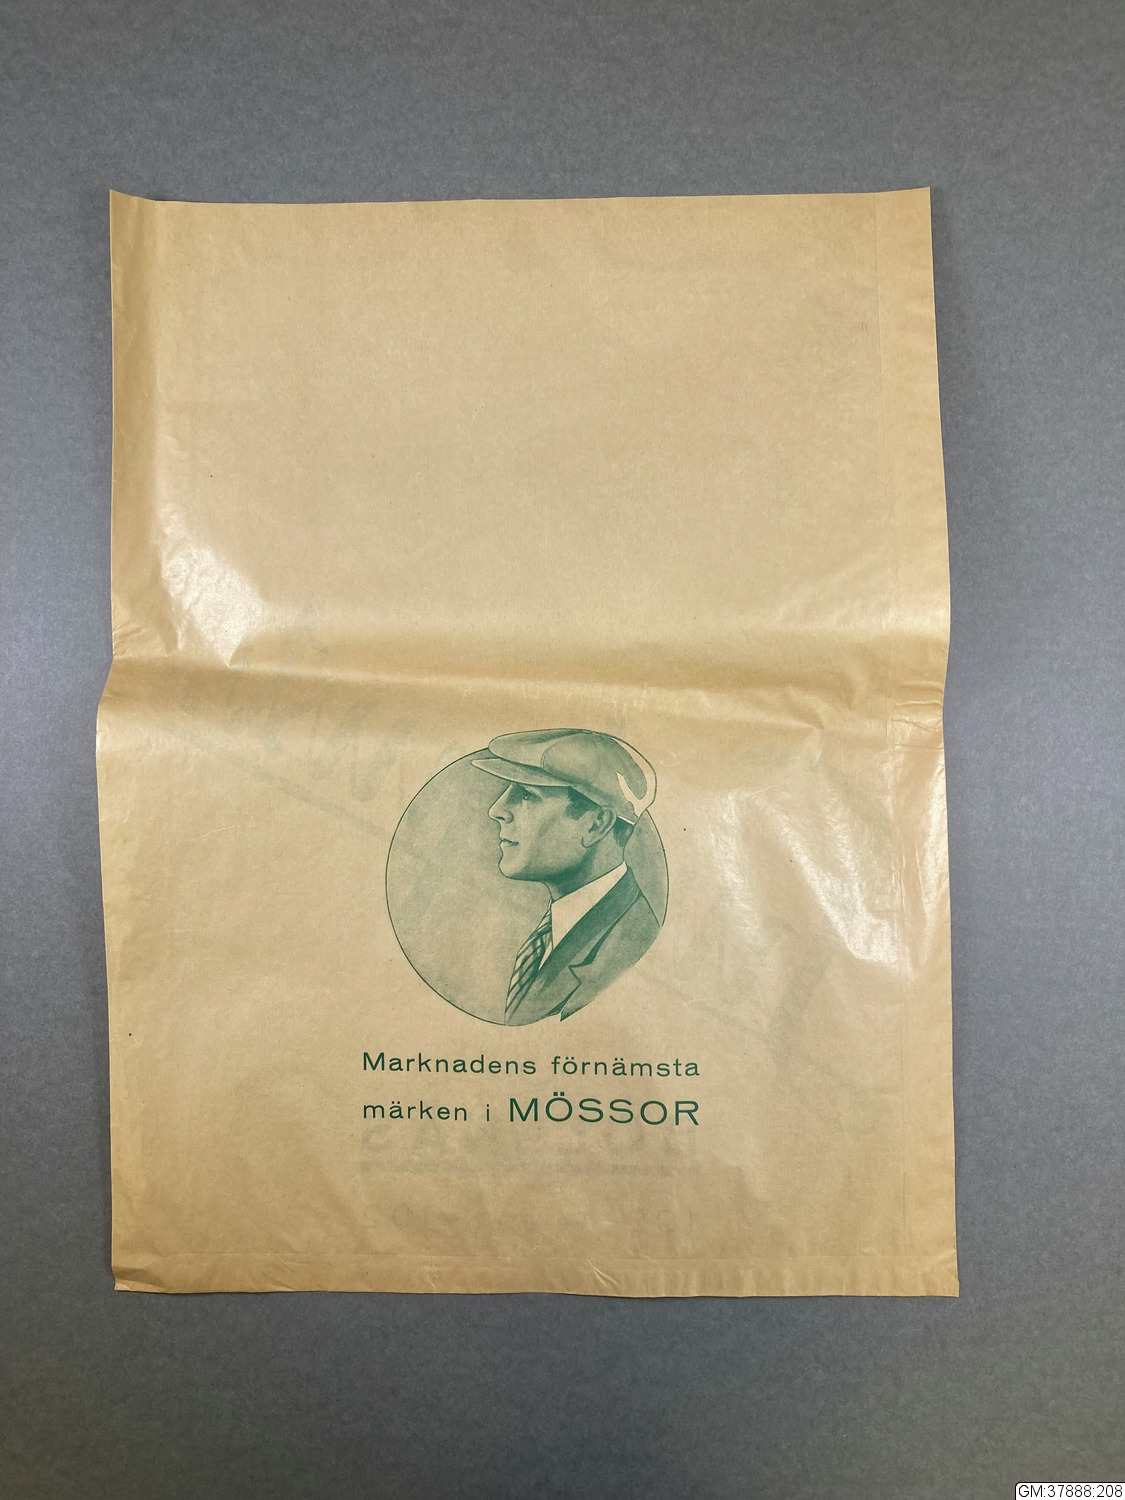 Marknadens förnämsta
märken i MÖSSOR
GM:37888:208